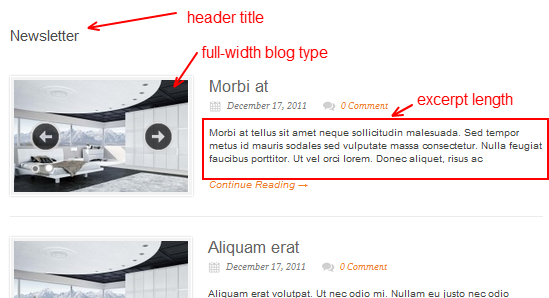 header title
Newsletter
full-width blog type
Morbi at
December 17, 2011 0 Comment
excerpt length
Morbi at tellus sit amet neque sollicitudin malesuada. Sed tempor
metus id mauris sodales sed vulputate massa consectetur. Nulla feugiat
faucibus porttitor. Ut vel orci lorem. Donec aliquet, risus ac
Continue Reading →
Aliquam erat
December 17, 2011 0 Comment
Aliquam erat volutpat. Ut nec odio mi. Nullam eu justo nec odio